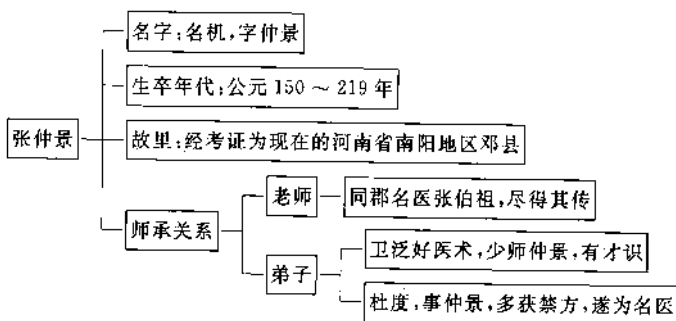 名字:名机,字仲景
生卒年代:公元150～219年
张仲景
故里:经考证为现在的河南省南阳地区邓县
老师
同郡名医张伯祖,尽得其传
师承关系
卫泛好医术,少师仲景,有才识
弟子
杜度,事仲景,多获禁方,遂为名医